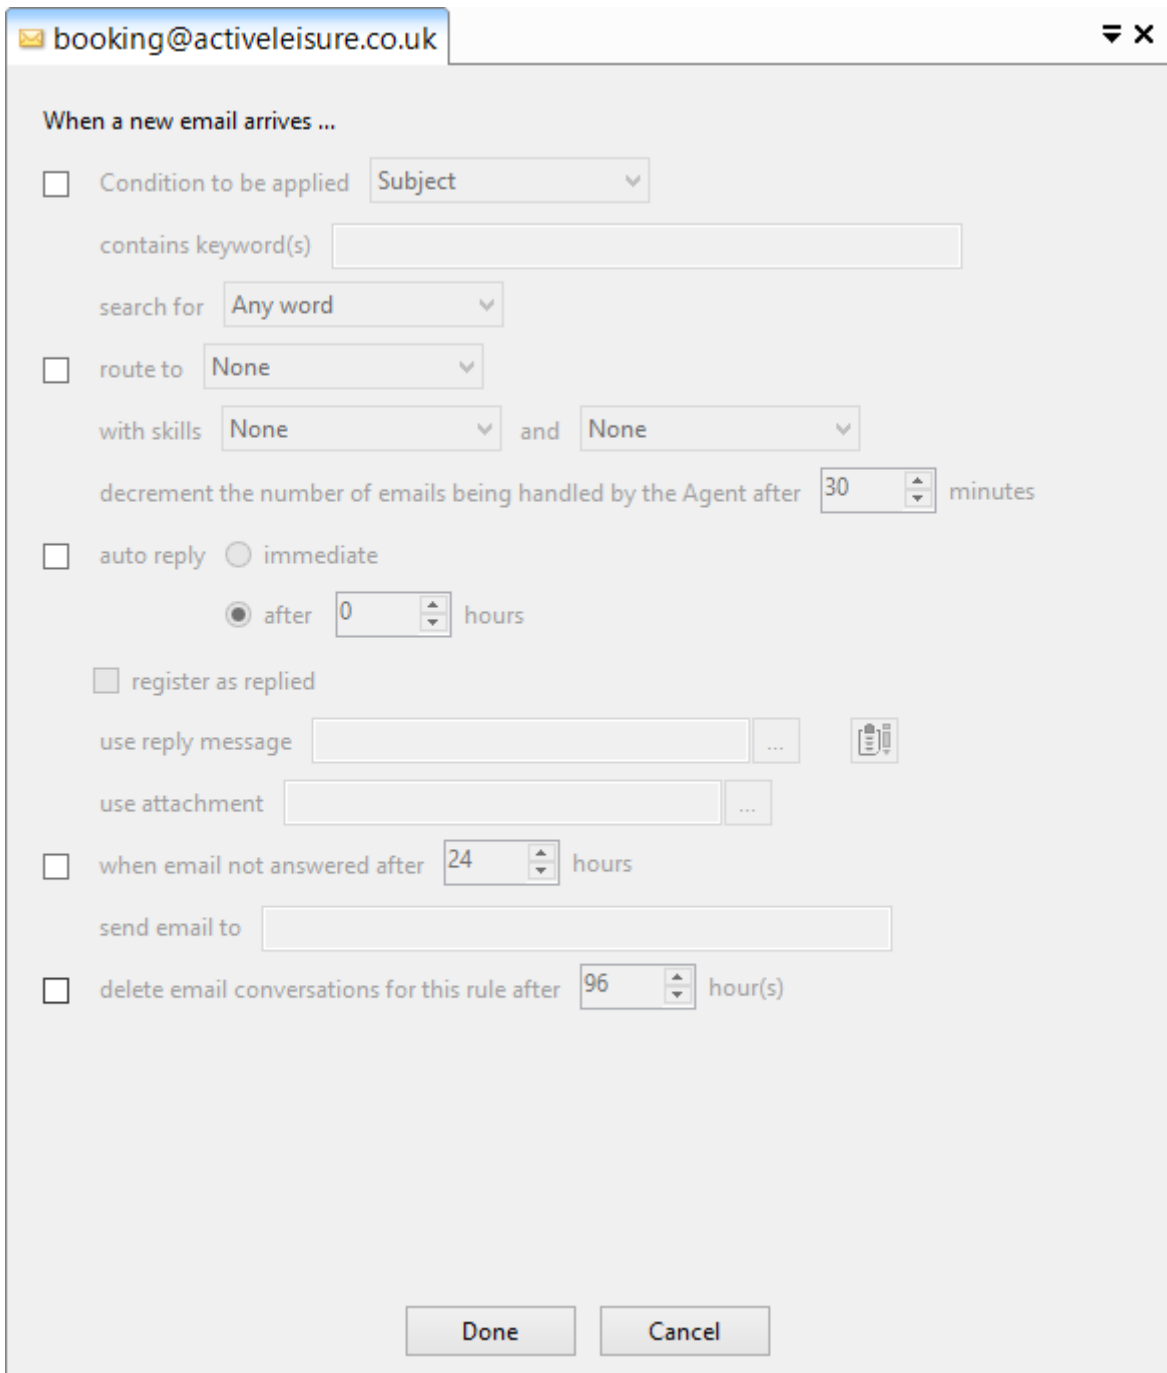 booking@activeleisure.co.uk
When a new email arrives ...
Condition to be applied Subject
contains keyword(s)
search for Any word
route to None
with skills None and None
decrement the number of emails being handled by the Agent after 30 minutes
auto reply immediate
after 0 hours
register as replied
use reply message ...
use attachment ...
when email not answered after 24 hours
send email to
delete email conversations for this rule after 96 hour(s)
Done Cancel